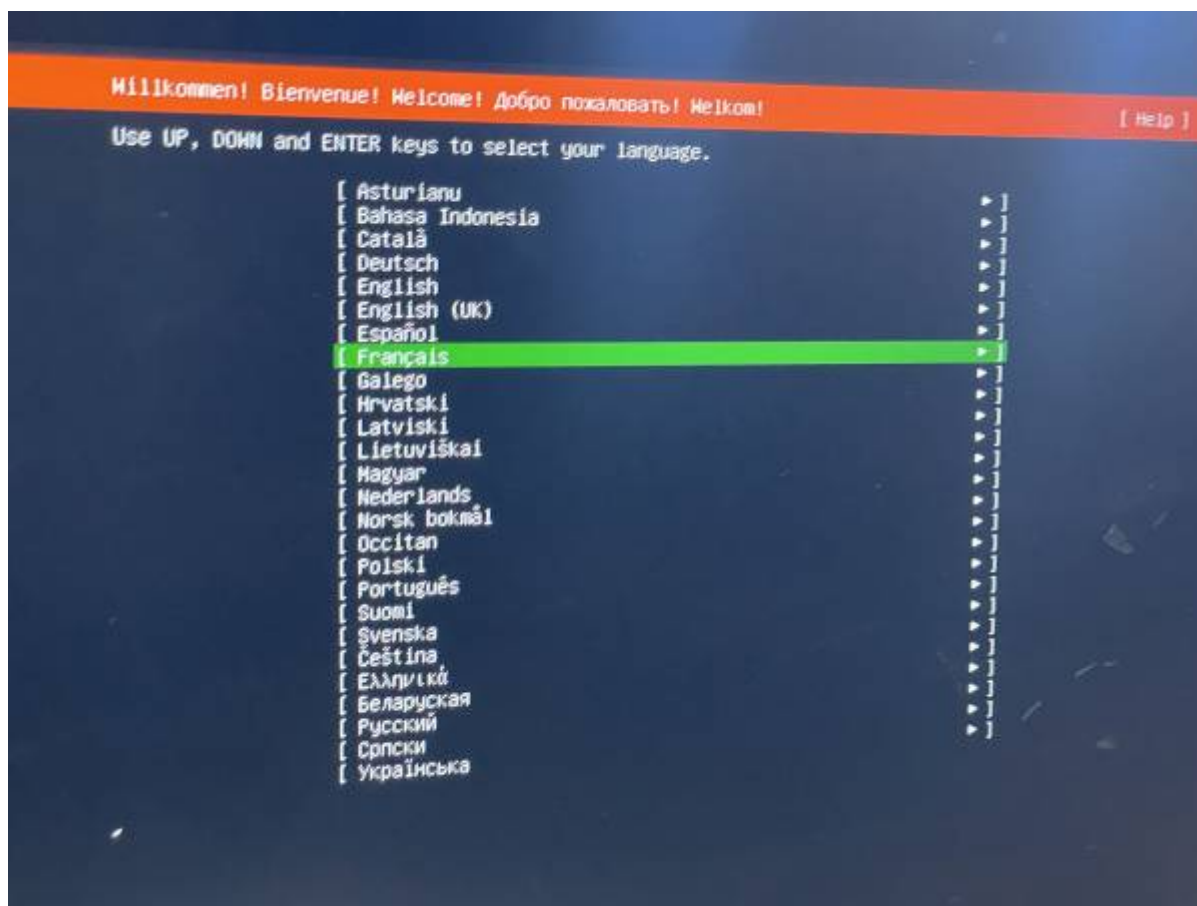 Willkommen! Bienvenue! Welcome! Добро пожаловать! Welkom!
[ Help ]
Use UP, DOWN and ENTER keys to select your language.
[ Asturianu ▸ ]
[ Bahasa Indonesia ▸ ]
[ Català ▸ ]
[ Deutsch ▸ ]
[ English ▸ ]
[ English (UK) ▸ ]
[ Español ▸ ]
[ Français ▸ ]
[ Galego ▸ ]
[ Hrvatski ▸ ]
[ Latviski ▸ ]
[ Lietuviškai ▸ ]
[ Magyar ▸ ]
[ Nederlands ▸ ]
[ Norsk bokmål ▸ ]
[ Occitan ▸ ]
[ Polski ▸ ]
[ Português ▸ ]
[ Suomi ▸ ]
[ Svenska ▸ ]
[ Čeština ▸ ]
[ Ελληνικά ▸ ]
[ Беларуская ▸ ]
[ Русский ▸ ]
[ Српски ▸ ]
[ Українська ▸ ]